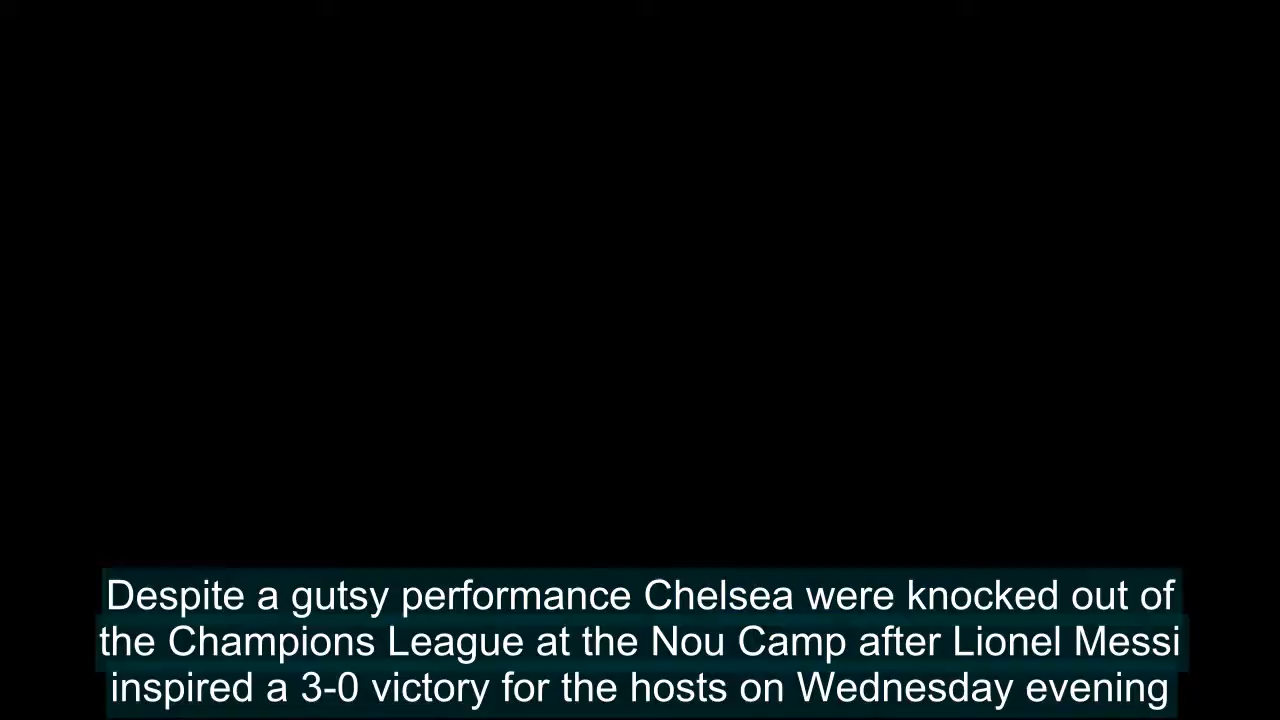 Despite a gutsy performance Chelsea were knocked out of
the Champions League at the Nou Camp after Lionel Messi
inspired a 3-0 victory for the hosts on Wednesday evening